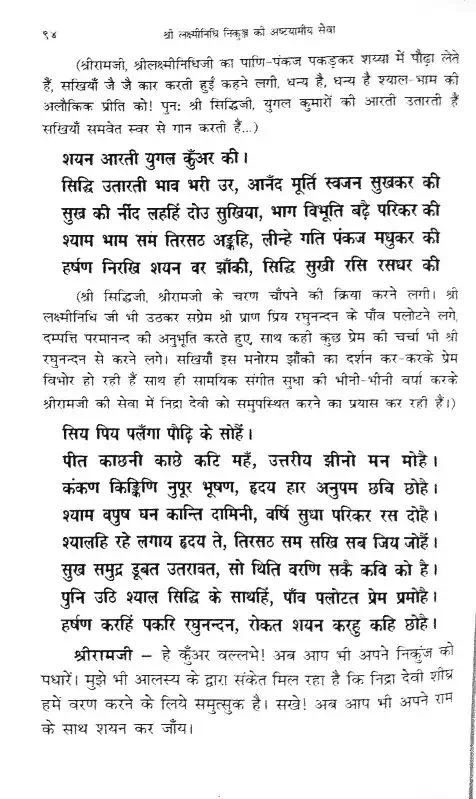 ९४ श्री लक्ष्मीनिधि निकुञ्ज की अष्टयामीय सेवा
(श्रीरामजी, श्रीलक्ष्मीनिधिजी का पाणि-पंकज पकड़कर शय्या में पौढ़ा लेते
हैं, सखियाँ जै जै कार करती हुईं कहने लगी, धन्य है, धन्य है श्याल-भाम की
अलौकिक प्रीति को! पुनः श्री सिद्धिजी, युगल कुमारों की आरती उतारती हैं
सखियाँ समवेत स्वर से गान करती हैं...)
शयन आरती युगल कुँअर की।
सिद्धि उतारती भाव भरी उर, आनँद मूर्ति स्वजन सुखकर की
सुख की नींद लहहिं दोउ सुखिया, भाग विभूति बढ़ै परिकर की
श्याम भाम सम तिरसठ अङ्कहि, लीन्हे गति पंकज मधुकर की
हर्षण निरखि शयन वर झाँकी, सिद्धि सुखी रसि रसधर की
(श्री सिद्धिजी, श्रीरामजी के चरण चाँपने की क्रिया करने लगी। श्री
लक्ष्मीनिधि जी भी उठकर सप्रेम श्री प्राण प्रिय रघुनन्दन के पाँव पलोटने लगे,
दम्पत्ति परमानन्द की अनुभूति करते हुए, साथ कही कुछ प्रेम की चर्चा भी श्री
रघुनन्दन से करने लगे। सखियाँ इस मनोरम झाँकी का दर्शन कर-करके प्रेम
विभोर हो रही हैं साथ ही सामयिक संगीत सुधा की भीनी-भीनी वर्षा करके
श्रीरामजी की सेवा में निद्रा देवी को समुपस्थित करने का प्रयास कर रही हैं।)
सिय पिय पलँगा पौढ़ि के सोहैं।
पीत काछनी काछे कटि महँ, उत्तरीय झीनो मन मोहै।
कंकण किङ्किणि नुपूर भूषण, हृदय हार अनुपम छबि छोहै।
श्याम वपुष घन कान्ति दामिनी, वर्षि सुधा परिकर रस दोहै।
श्यालहि रहे लगाय हृदय ते, तिरसठ सम सखि सब जिय जोहैं।
सुख समुद्र डूबत उतरावत, सो थिति वरणि सकै कवि को है।
पुनि उठि श्याल सिद्धि के साथहिं, पाँव पलोटत प्रेम प्रमोहै।
हर्षण करहिं पकरि रघुनन्दन, रोकत शयन करहु कहि छोहै।
श्रीरामजी – हे कुँअर वल्लभे! अब आप भी अपने निकुंज को
पधारें। मुझे भी आलस्य के द्वारा संकेत मिल रहा है कि निद्रा देवी शीघ्र
हमें वरण करने के लिये समुत्सुक है। सखे! अब आप भी अपने राम
के साथ शयन कर जाँय।